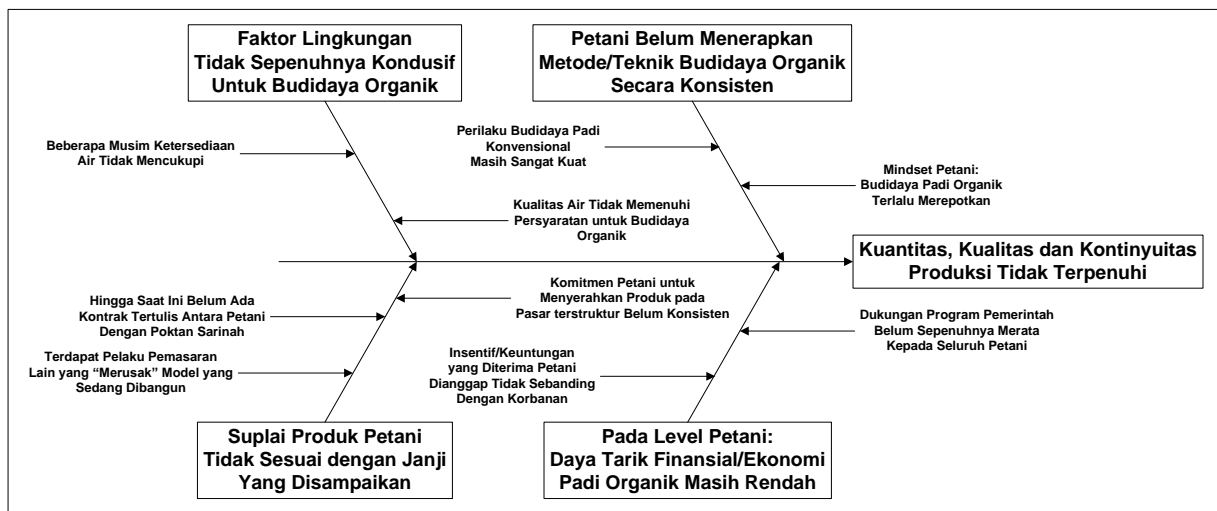 Faktor Lingkungan
Tidak Sepenuhnya Kondusif
Untuk Budidaya Organik
Petani Belum Menerapkan
Metode/Teknik Budidaya Organik
Secara Konsisten
Beberapa Musim Ketersediaan
Air Tidak Mencukupi
Perilaku Budidaya Padi
Konvensional
Masih Sangat Kuat
Mindset Petani:
Budidaya Padi Organik
Terlalu Merepotkan
Kualitas Air Tidak Memenuhi
Persyaratan untuk Budidaya
Organik
Kuantitas, Kualitas dan Kontinyuitas
Produksi Tidak Terpenuhi
Hingga Saat Ini Belum Ada
Kontrak Tertulis Antara Petani
Dengan Poktan Sarinah
Komitmen Petani untuk
Menyerahkan Produk pada
Pasar terstruktur Belum Konsisten
Dukungan Program Pemerintah
Belum Sepenuhnya Merata
Kepada Seluruh Petani
Terdapat Pelaku Pemasaran
Lain yang “Merusak” Model yang
Sedang Dibangun
Insentif/Keuntungan
yang Diterima Petani
Dianggap Tidak Sebanding
Dengan Korbanan
Suplai Produk Petani
Tidak Sesuai dengan Janji
Yang Disampaikan
Pada Level Petani:
Daya Tarik Finansial/Ekonomi
Padi Organik Masih Rendah